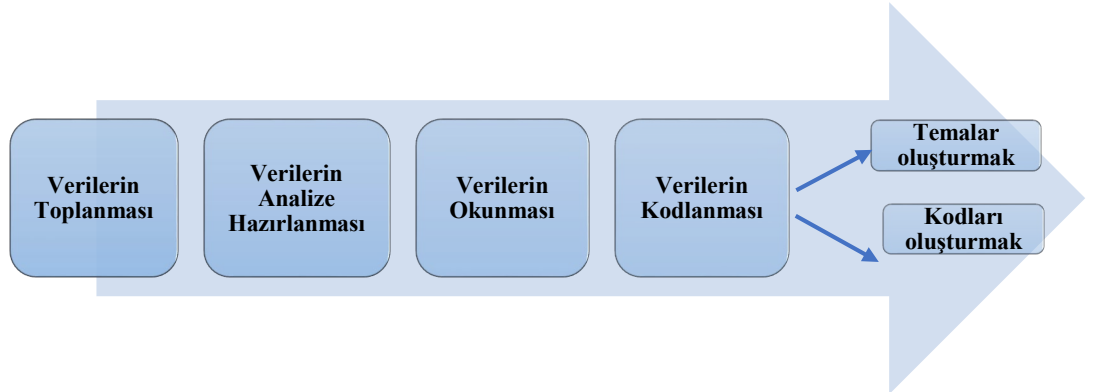 Verilerin
Toplanması
Verilerin
Analize
Hazırlanması
Verilerin
Okunması
Verilerin
Kodlanması
Temalar
oluşturmak
Kodları
oluşturmak